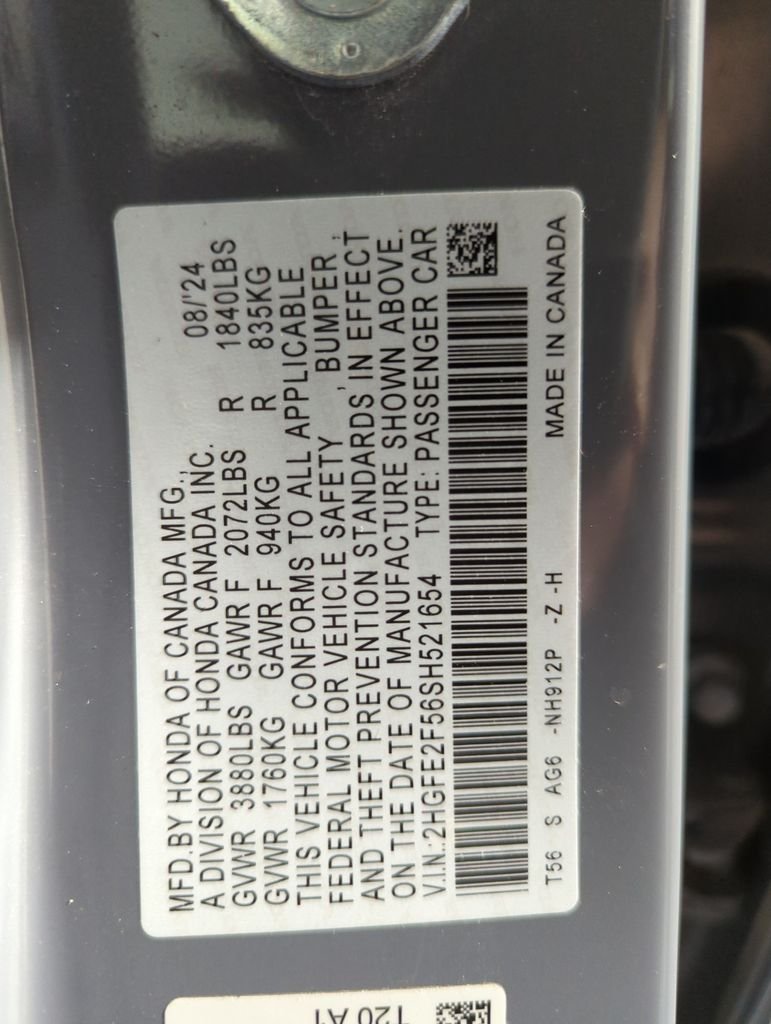 MFD.BY HONDA OF CANADA MFG.,  08/'24
A DIVISION OF HONDA CANADA INC.
GVWR 3880LBS GAWR F 2072LBS R 1840LBS
GVWR 1760KG GAWR F 940KG R 835KG
THIS VEHICLE CONFORMS TO ALL APPLICABLE
FEDERAL MOTOR VEHICLE SAFETY, BUMPER,
AND THEFT PREVENTION STANDARDS IN EFFECT
ON THE DATE OF MANUFACTURE SHOWN ABOVE.
V.I.N.:2HGFE2F56SH521654 TYPE: PASSENGER CAR
T56 S AG6 -NH912P -Z -H MADE IN CANADA
T20 A1